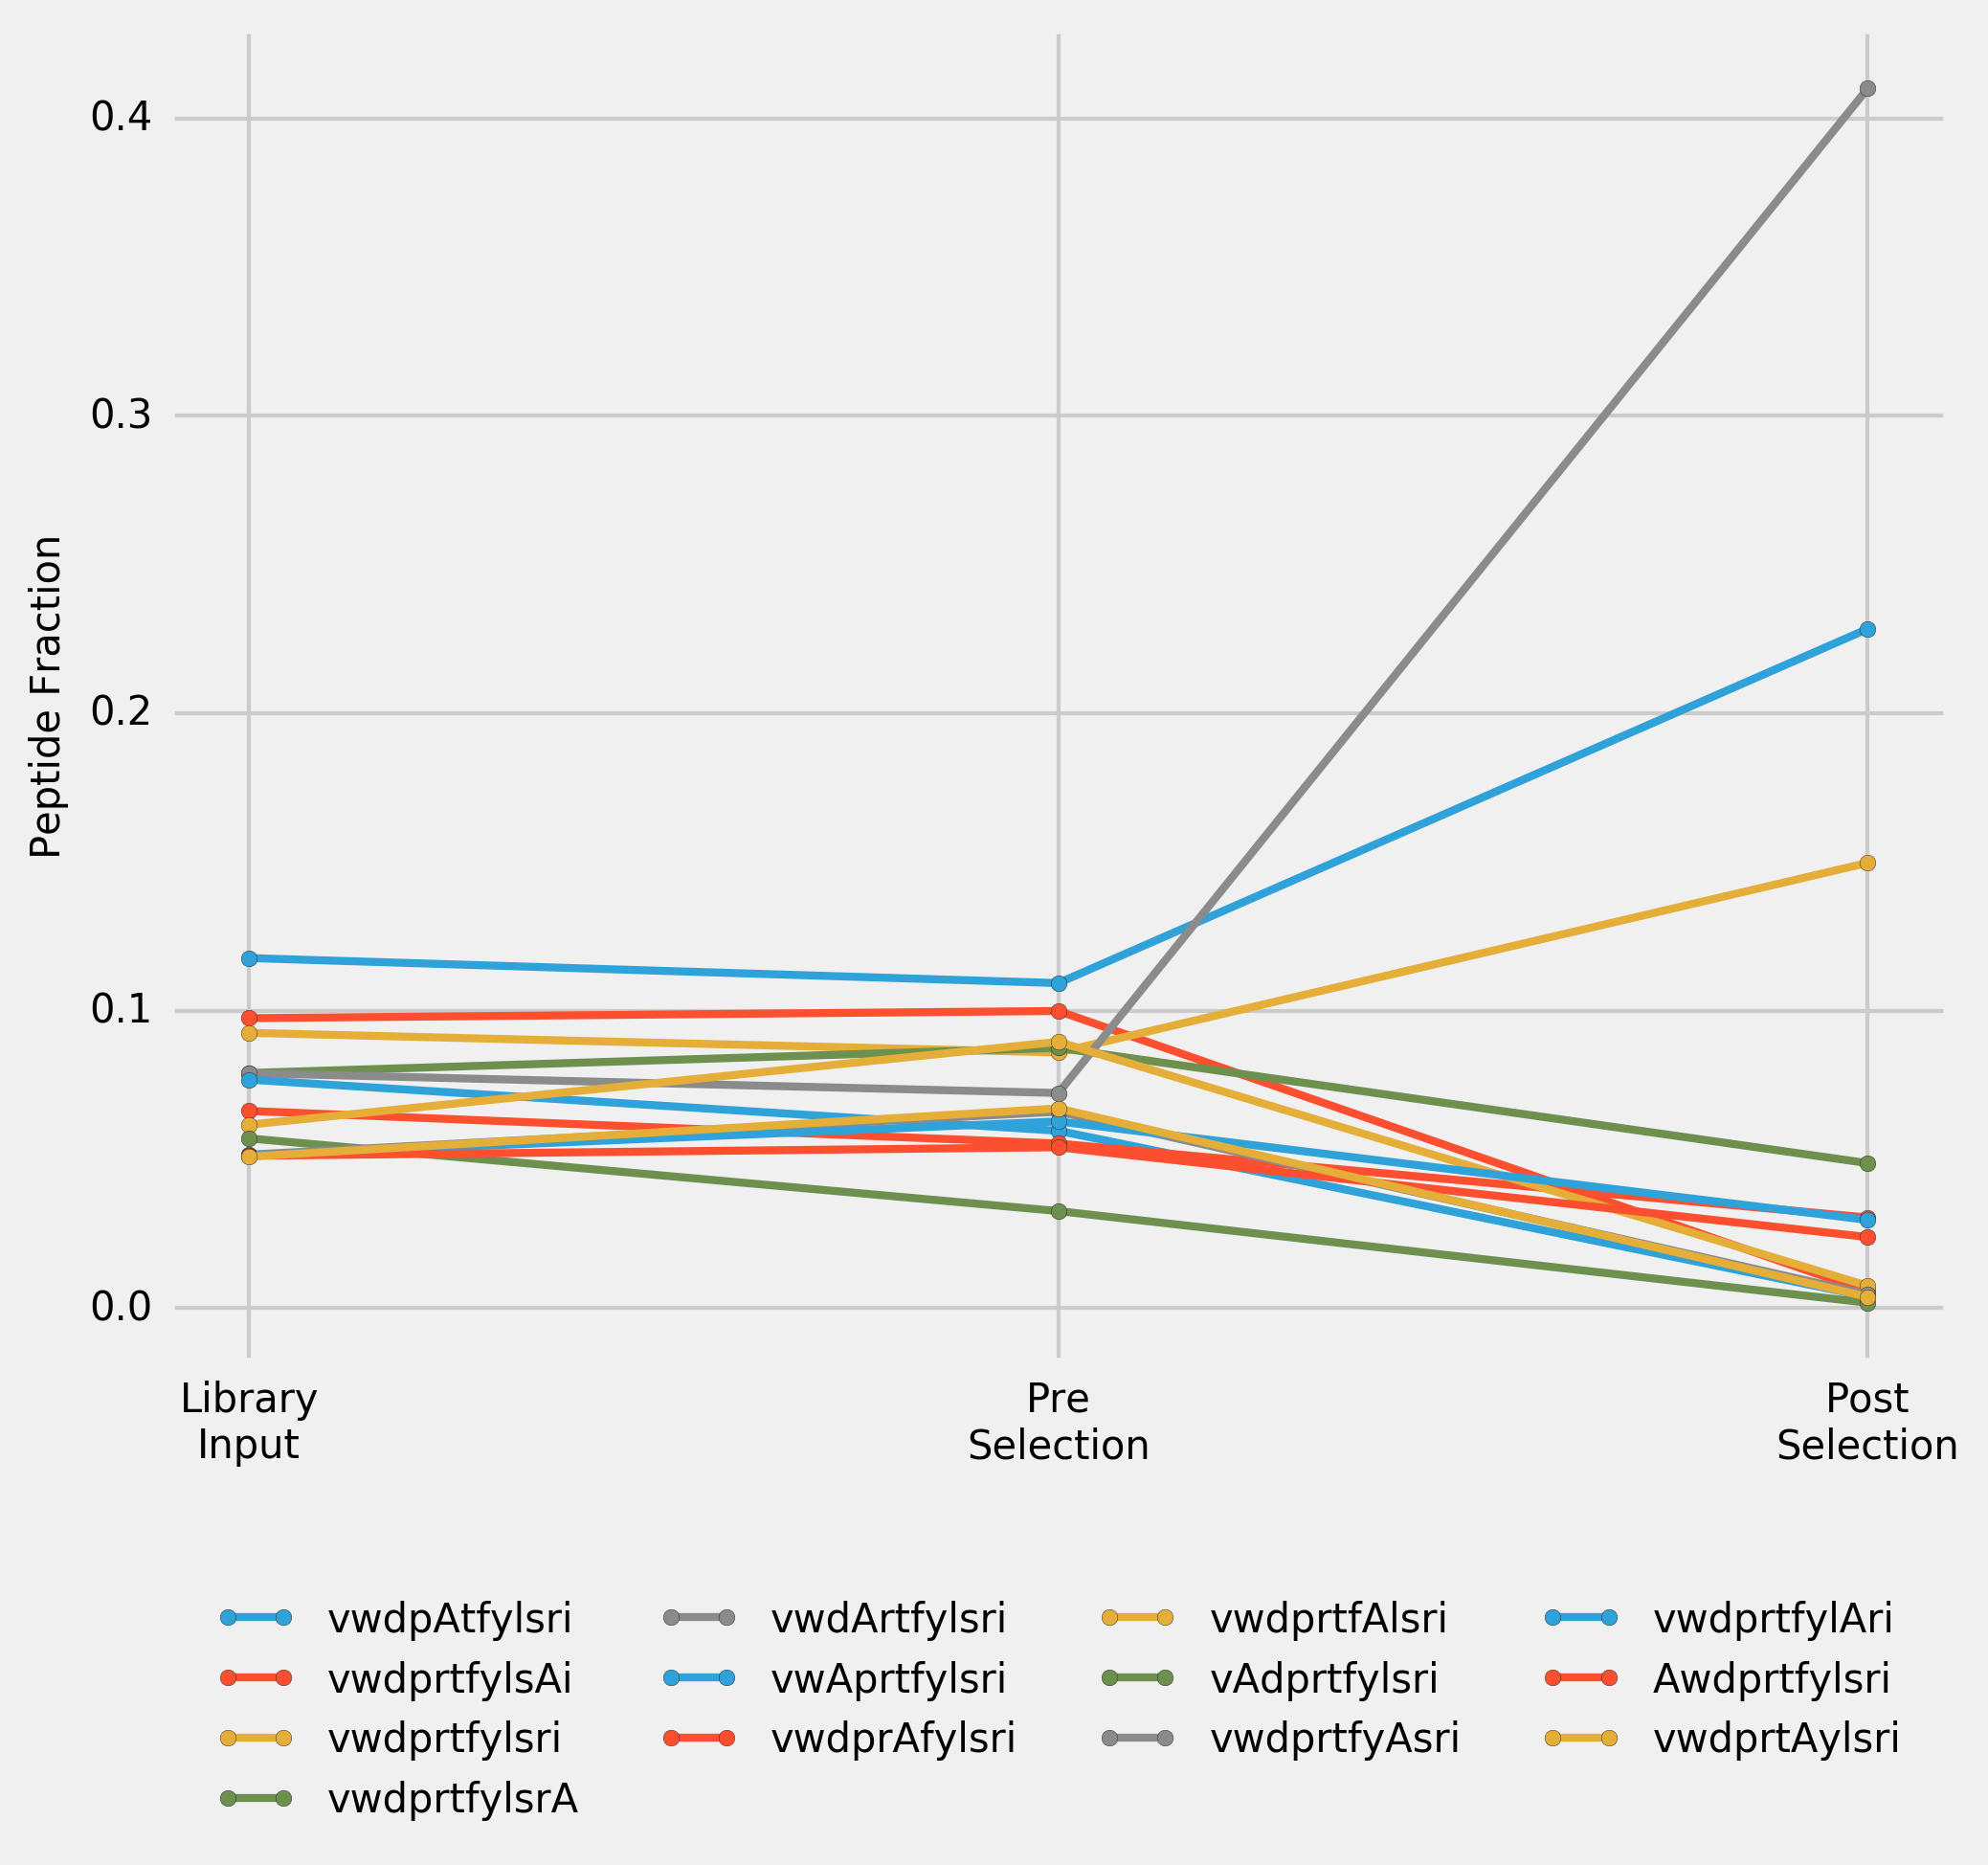 0.4
0.3
0.2
0.1
0.0
Peptide Fraction
Library
Input
Pre
Selection
Post
Selection
vwdpAtfylsri
vwdprtfylsAi
vwdprtfylsri
vwdprtfylsrA
vwdArtfylsri
vwAprtfylsri
vwdprAfylsri
vwdprtfAlsri
vAdprtfylsri
vwdprtfyAsri
vwdprtfylAri
Awdprtfylsri
vwdprtAylsri